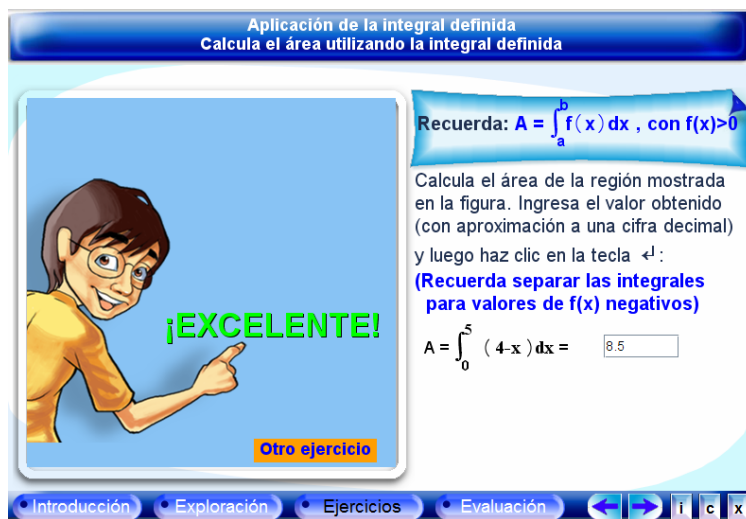 Aplicación de la integral definida
Calcula el área utilizando la integral definida
Recuerda: A = ∫ₐᵇ f(x) dx , con f(x)>0
Calcula el área de la región mostrada
en la figura. Ingresa el valor obtenido
(con aproximación a una cifra decimal)
y luego haz clic en la tecla ↵ :
(Recuerda separar las integrales
para valores de f(x) negativos)
A = ∫₀⁵ ( 4-x ) dx = 8.5
¡EXCELENTE!
Otro ejercicio
• Introducción • Exploración • Ejercicios • Evaluación i c x